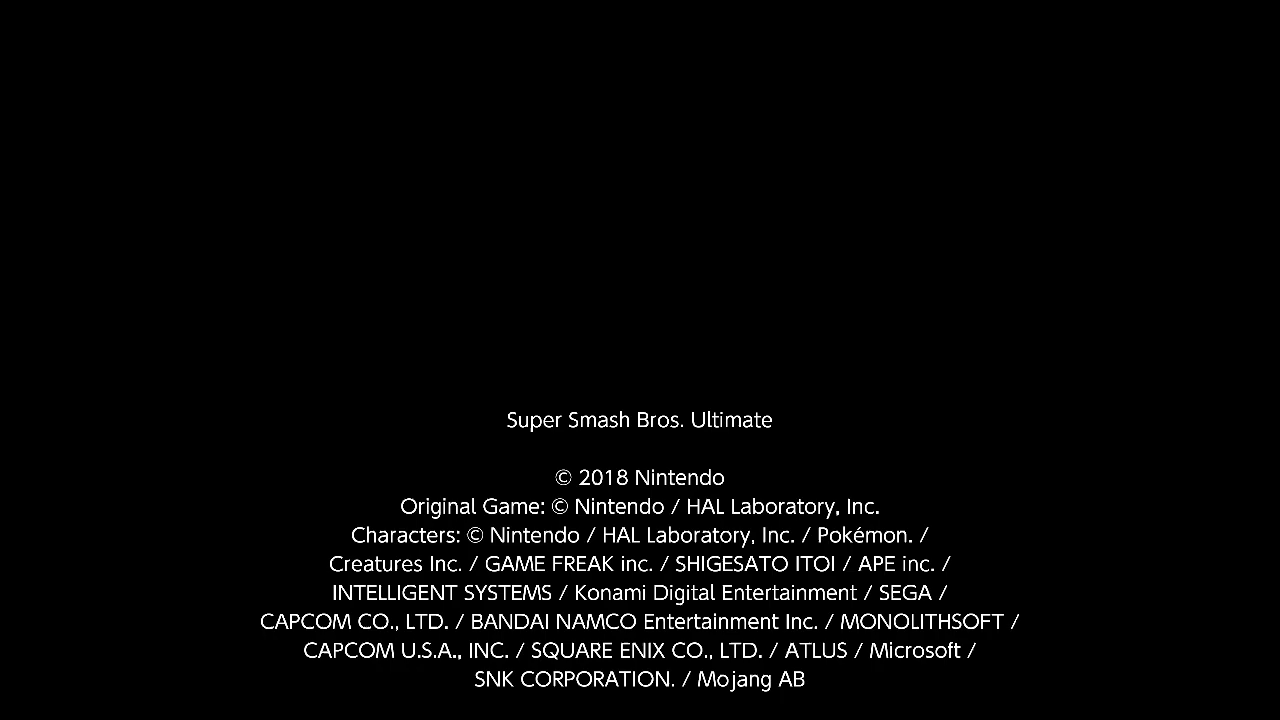 Super Smash Bros. Ultimate
© 2018 Nintendo
Original Game: © Nintendo / HAL Laboratory, Inc.
Characters: © Nintendo / HAL Laboratory, Inc. / Pokémon. /
Creatures Inc. / GAME FREAK inc. / SHIGESATO ITOI / APE inc. /
INTELLIGENT SYSTEMS / Konami Digital Entertainment / SEGA /
CAPCOM CO., LTD. / BANDAI NAMCO Entertainment Inc. / MONOLITHSOFT /
CAPCOM U.S.A., INC. / SQUARE ENIX CO., LTD. / ATLUS / Microsoft /
SNK CORPORATION. / Mojang AB